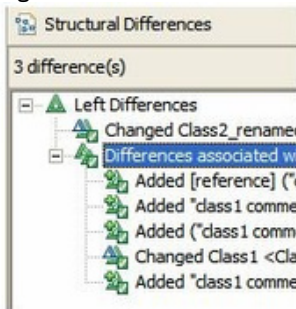 Structural Differences
3 difference(s)
Left Differences
Changed Class2_renamed
Differences associated
Added [reference] ("
Added "class1 comme
Added ("class1 comm
Changed Class1 <Cla
Added "class1 comme